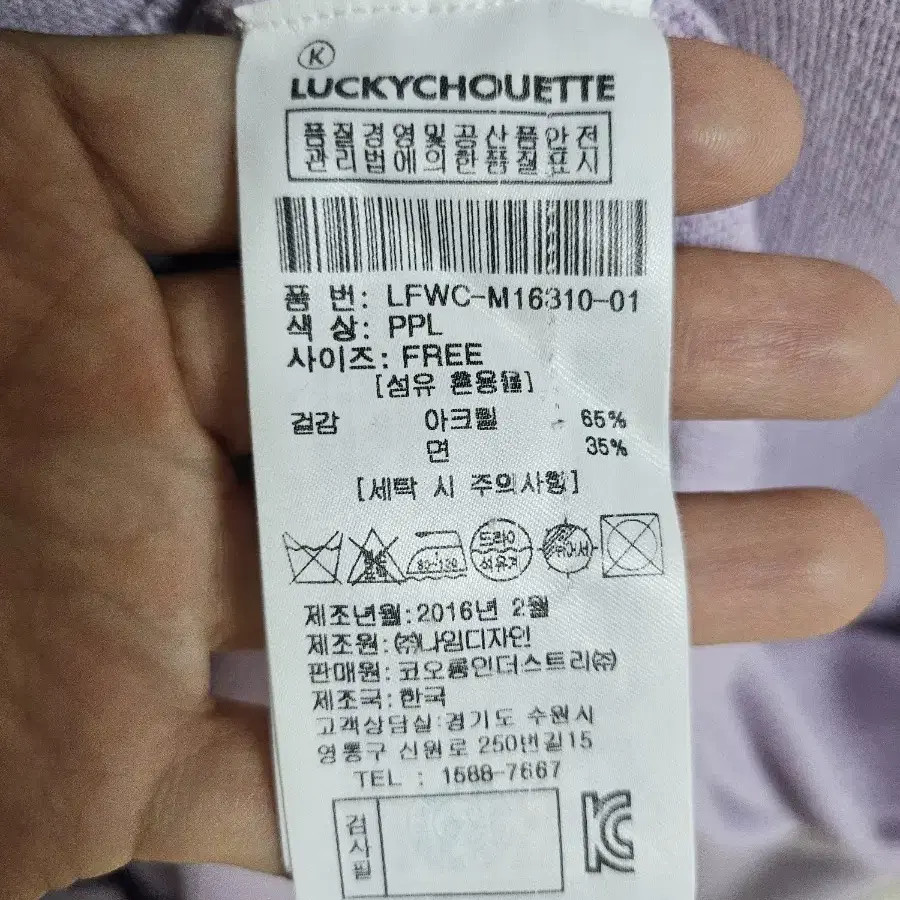 K
LUCKYCHOUETTE
품질경영및공산품안전
관리법에의한품질표시
품 번: LFWC-M16310-01
색 상: PPL
사이즈: FREE
[섬유 혼용율]
겉감 아크릴 65%
면 35%
[세탁 시 주의사항]
80~120 드라이 석유계 뉘어서
제조년월:2016년 2월
제조원:㈜나임디자인
판매원:코오롱인더스트리㈜
제조국:한국
고객상담실:경기도 수원시
영통구 신원로 250번길15
TEL : 1588-7667
검사필